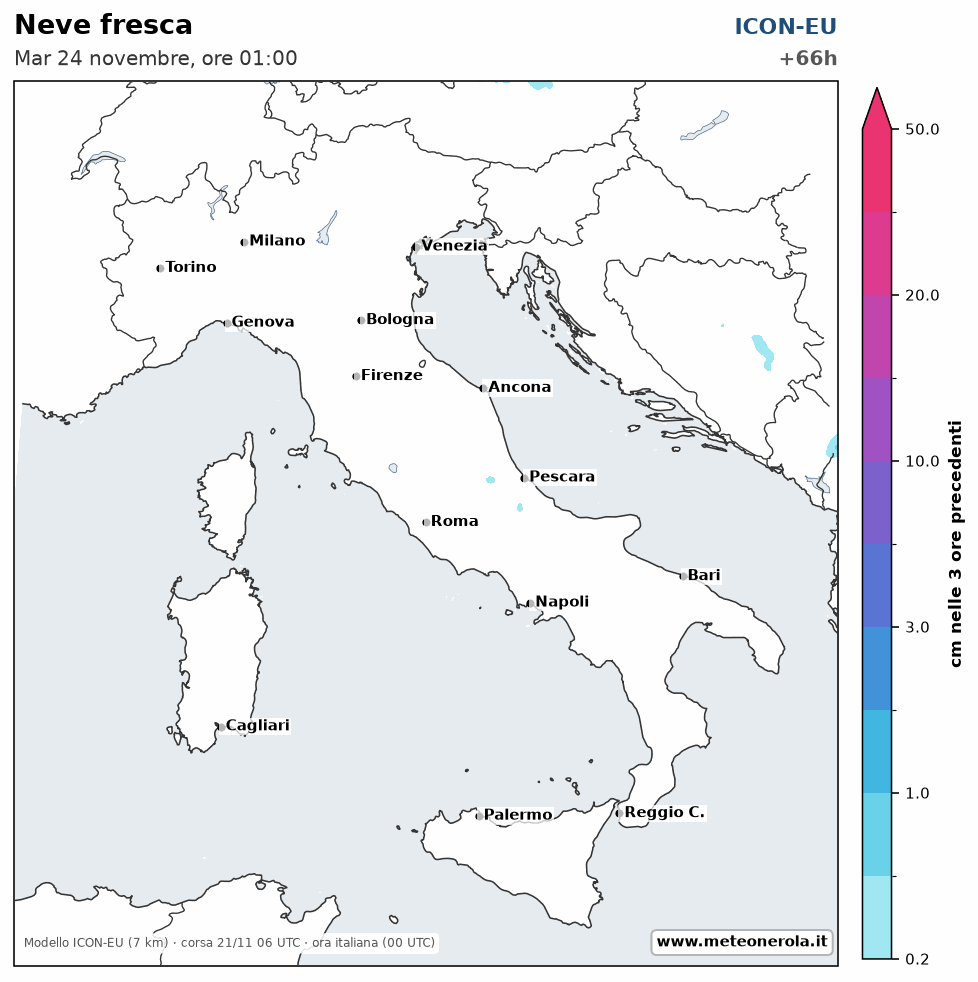 Neve fresca
ICON-EU
Mar 24 novembre, ore 01:00
+66h
50.0
20.0
10.0
3.0
1.0
0.2
cm nelle 3 ore precedenti
Milano
Venezia
Torino
Genova
Bologna
Firenze
Ancona
Pescara
Roma
Bari
Napoli
Cagliari
Palermo
Reggio C.
Modello ICON-EU (7 km) · corsa 21/11 06 UTC · ora italiana (00 UTC)
www.meteonerola.it